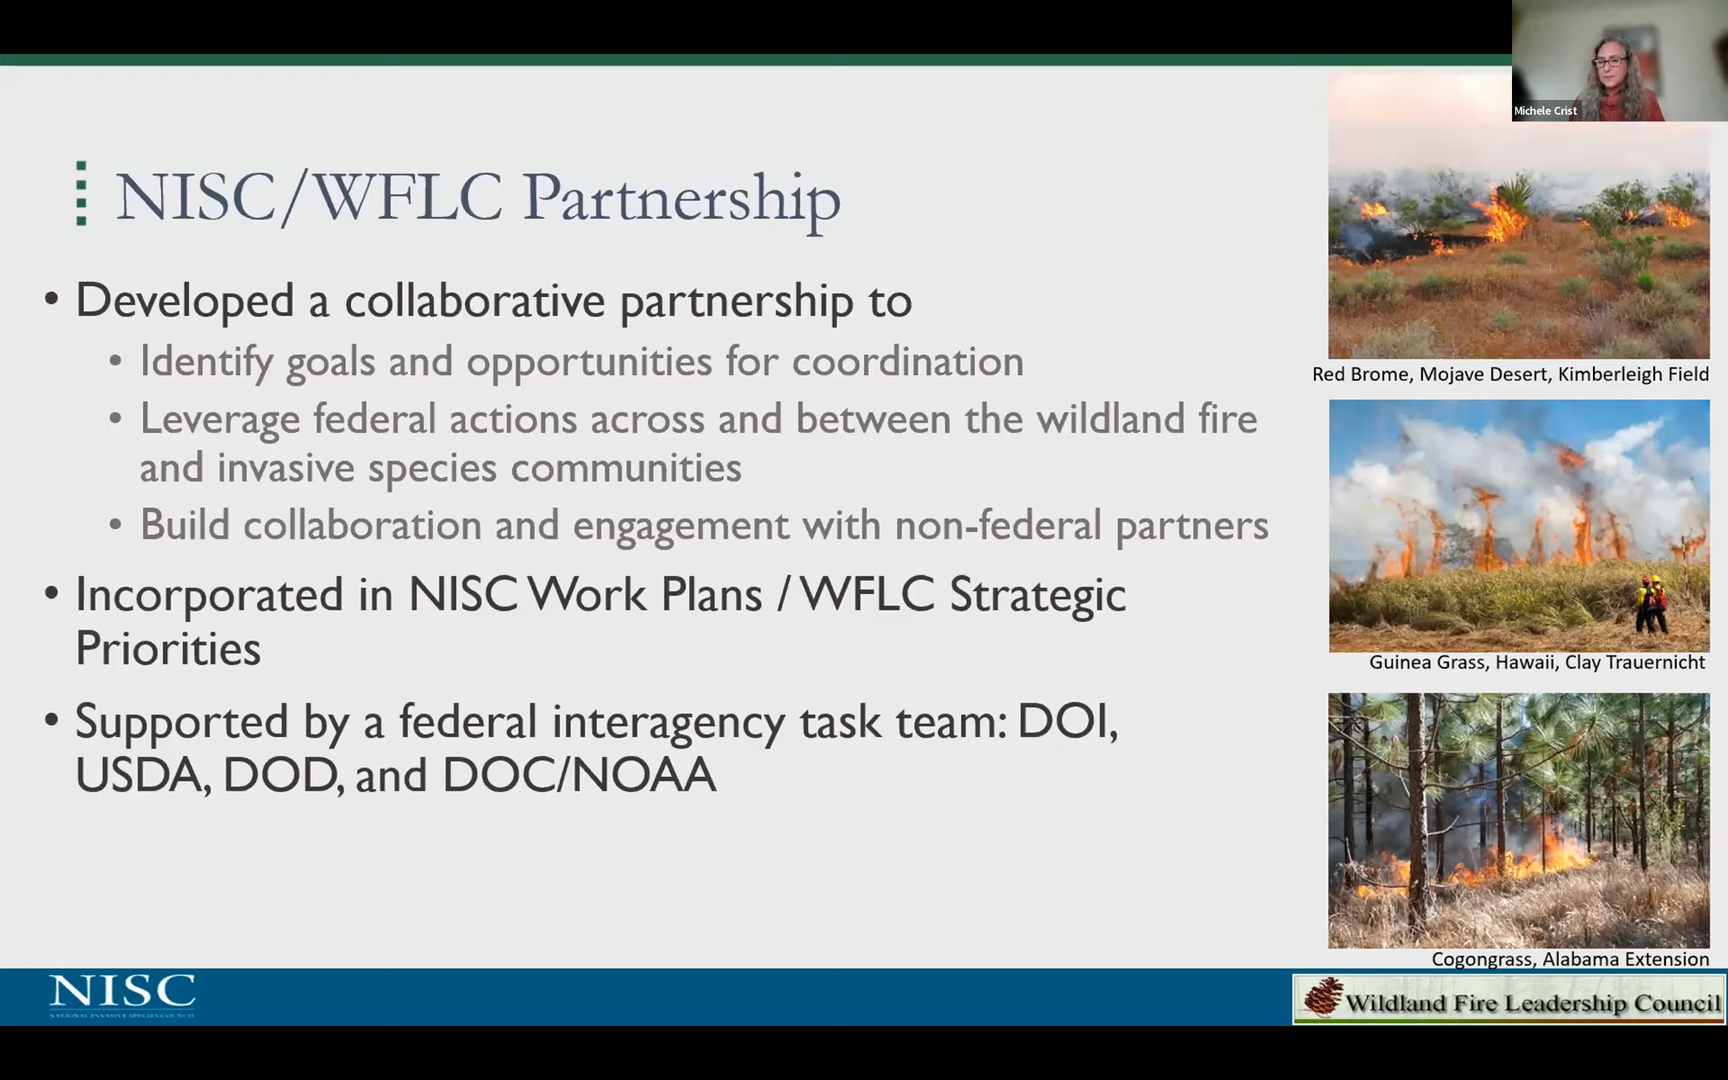 Michele Crist
NISC/WFLC Partnership
• Developed a collaborative partnership to
• Identify goals and opportunities for coordination
• Leverage federal actions across and between the wildland fire
and invasive species communities
• Build collaboration and engagement with non-federal partners
• Incorporated in NISC Work Plans / WFLC Strategic
Priorities
• Supported by a federal interagency task team: DOI,
USDA, DOD, and DOC/NOAA
Red Brome, Mojave Desert, Kimberleigh Field
Guinea Grass, Hawaii, Clay Trauernicht
Cogongrass, Alabama Extension
NISC
NATIONAL INVASIVE SPECIES COUNCIL
Wildland Fire Leadership Council